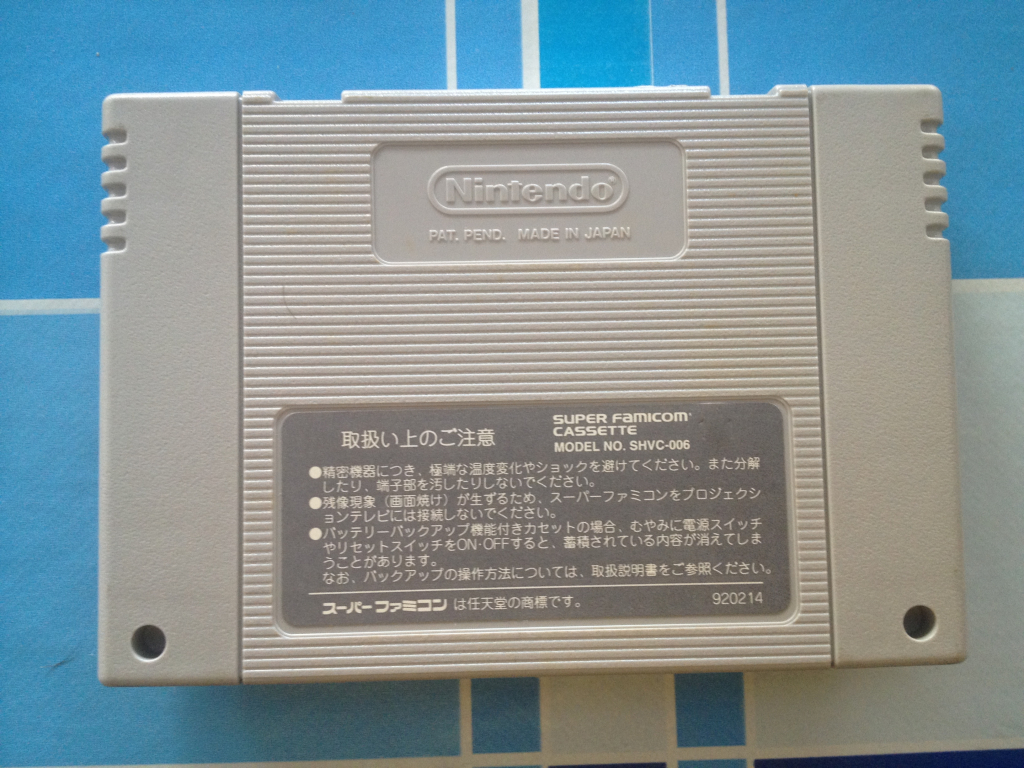 Nintendo
PAT. PEND. MADE IN JAPAN
取扱い上のご注意
SUPER FAMICOM
CASSETTE
MODEL NO. SHVC-006
●精密機器につき、極端な温度変化やショックを避けてください。また分解
したり、端子部を汚したりしないでください。
●残像現象（画面焼け）が生ずるため、スーパーファミコンをプロジェクシ
ョンテレビには接続しないでください。
●バッテリーバックアップ機能付きカセットの場合、むやみに電源スイッチ
やリセットスイッチをON・OFFすると、蓄積されている内容が消えてしま
うことがあります。
なお、バックアップの操作方法については、取扱説明書をご参照ください。
スーパーファミコン は任天堂の商標です。
920214